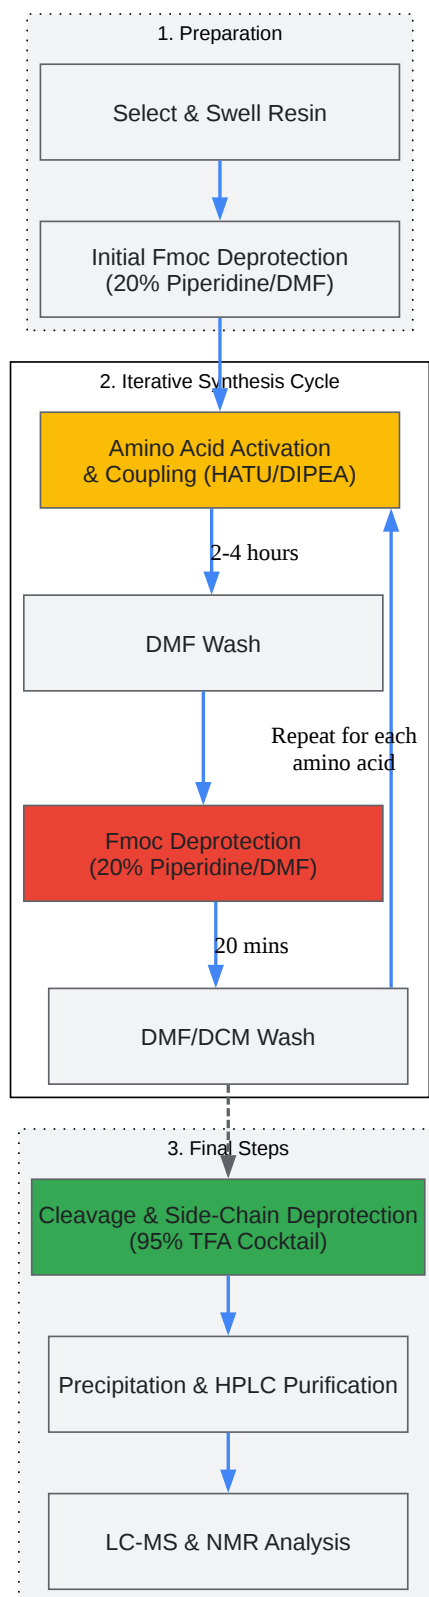 1. Preparation
Select & Swell Resin
Initial Fmoc Deprotection
(20% Piperidine/DMF)
2. Iterative Synthesis Cycle
Amino Acid Activation
& Coupling (HATU/DIPEA)
2-4 hours
DMF Wash
Repeat for each
amino acid
Fmoc Deprotection
(20% Piperidine/DMF)
20 mins
DMF/DCM Wash
3. Final Steps
Cleavage & Side-Chain Deprotection
(95% TFA Cocktail)
Precipitation & HPLC Purification
LC-MS & NMR Analysis